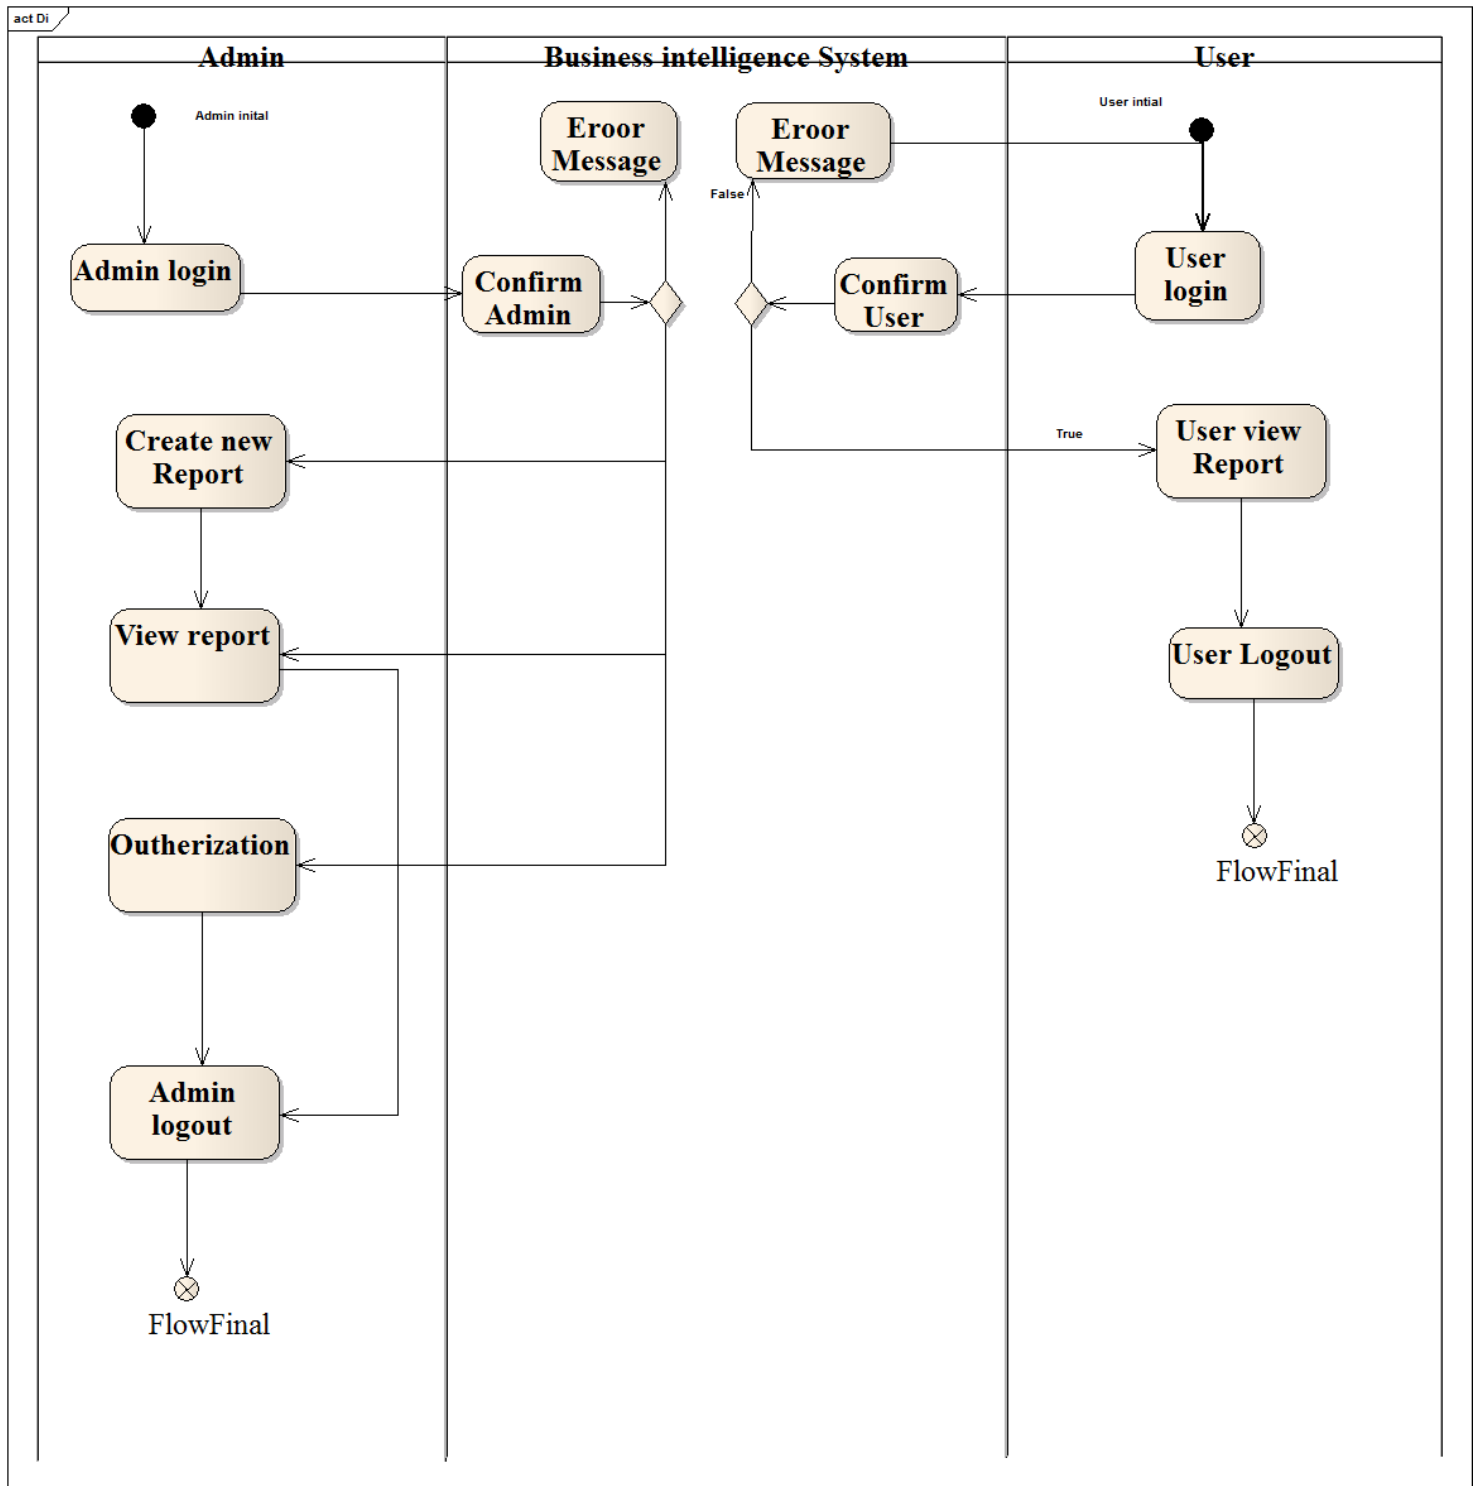 act Di
Admin
Business intelligence System
User
Admin inital
Eroor
Message
Eroor
Message
User intial
False
Admin login
Confirm
Admin
Confirm
User
User
login
Create new
Report
True
User view
Report
View report
User Logout
Outherization
FlowFinal
Admin
logout
FlowFinal